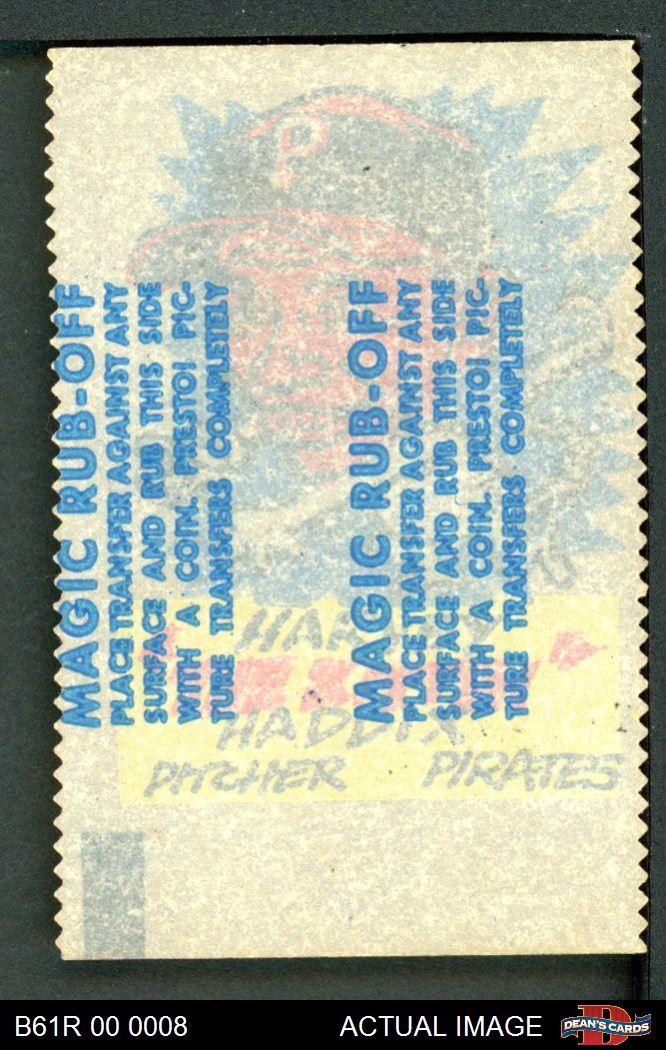 MAGIC RUB-OFF
PLACE TRANSFER AGAINST ANY
SURFACE AND RUB THIS SIDE
WITH A COIN. PRESTO! PIC-
TURE TRANSFERS COMPLETELY
MAGIC RUB-OFF
PLACE TRANSFER AGAINST ANY
SURFACE AND RUB THIS SIDE
WITH A COIN. PRESTO! PIC-
TURE TRANSFERS COMPLETELY
P
HARVEY
HADDIX
PITCHER PIRATES
B61R 00 0008
ACTUAL IMAGE
D
DEAN'S CARDS